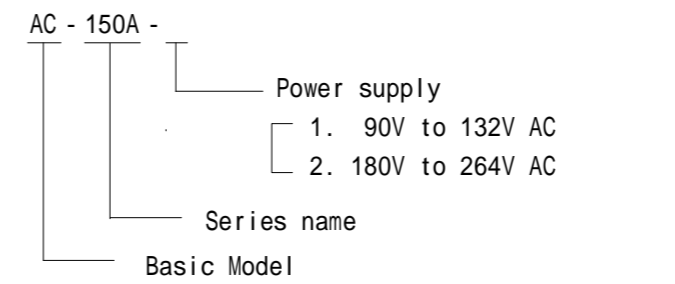 AC - 150A -
Power supply
1. 90V to 132V AC
2. 180V to 264V AC
Series name
Basic Model